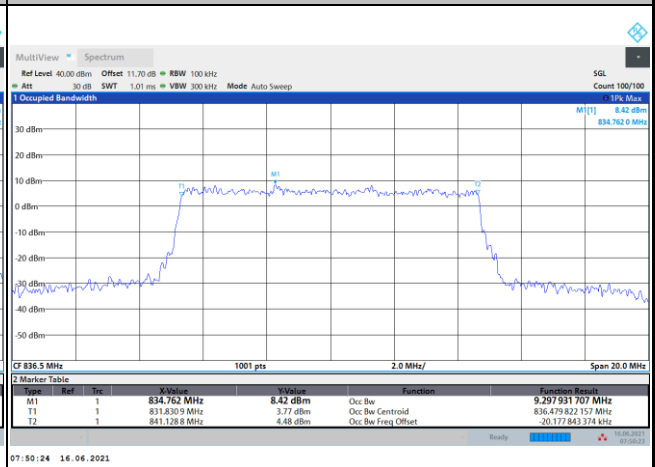 MultiView Spectrum
Ref Level 40.00 dBm Offset 11.70 dB RBW 100 kHz SGL
Att 30 dB SWT 1.01 ms VBW 300 kHz Mode Auto Sweep Count 100/100
1 Occupied Bandwidth 1Pk Max
M1[1] 8.42 dBm
834.762 0 MHz
30 dBm
20 dBm
M1
10 dBm
T1 T2
0 dBm
-10 dBm
-20 dBm
-30 dBm
-40 dBm
-50 dBm
CF 836.5 MHz 1001 pts 2.0 MHz/ Span 20.0 MHz
2 Marker Table
Type Ref Trc X-Value Y-Value Function Function Result
M1 1 834.762 MHz 8.42 dBm Occ Bw 9.297 931 707 MHz
T1 1 831.830 9 MHz 3.77 dBm Occ Bw Centroid 836.479 822 157 MHz
T2 1 841.128 8 MHz 4.48 dBm Occ Bw Freq Offset -20.177 843 374 kHz
Ready 16.06.2021
07:50:23
07:50:24 16.06.2021